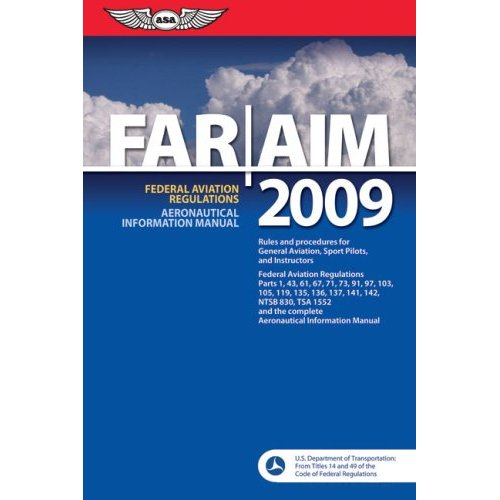 asa
FAR|AIM
FEDERAL AVIATION
REGULATIONS
AERONAUTICAL
INFORMATION MANUAL
2009
Rules and procedures for
General Aviation, Sport Pilots,
and Instructors
Federal Aviation Regulations
Parts 1, 43, 61, 67, 71, 73, 91, 97, 103,
105, 119, 135, 136, 137, 141, 142,
NTSB 830, TSA 1552
and the complete
Aeronautical Information Manual
U.S. Department of Transportation:
From Titles 14 and 49 of the
Code of Federal Regulations